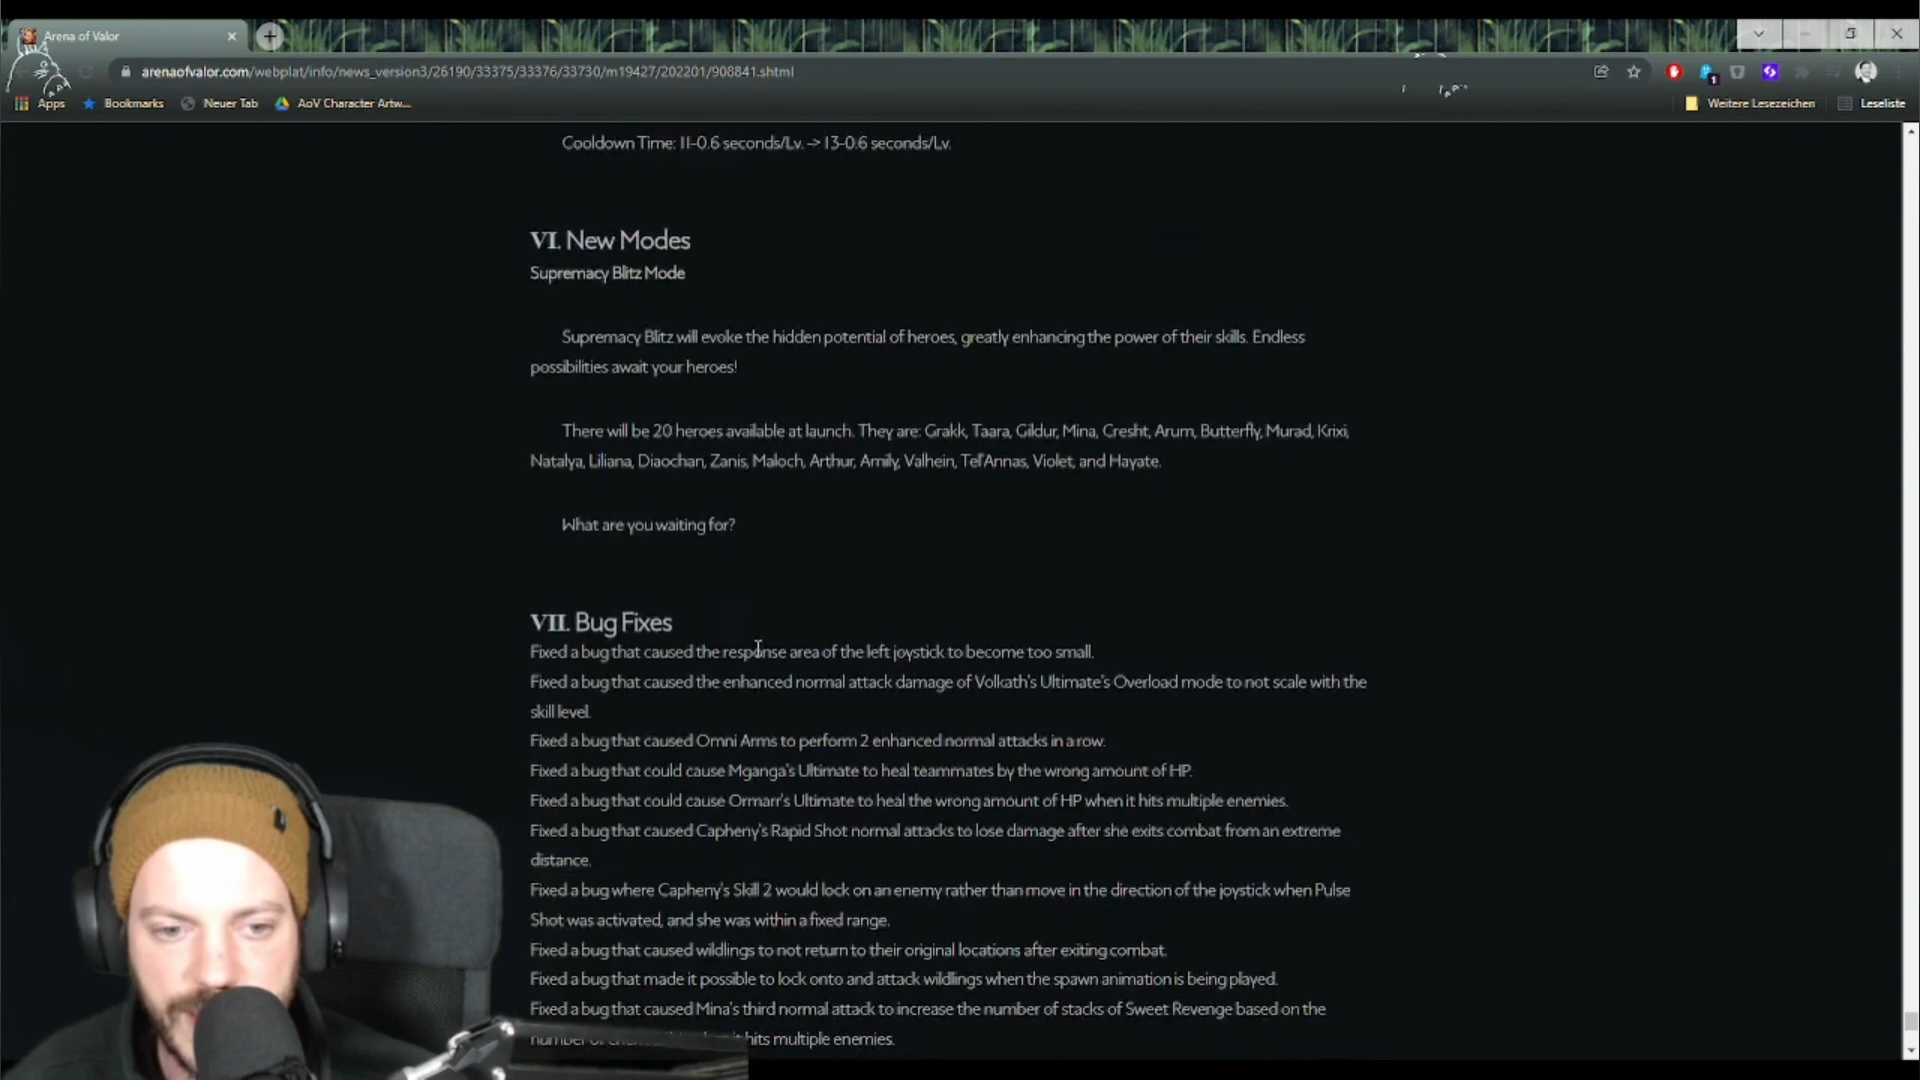 Arena of Valor
arenaofvalor.com/webplat/info/news_version3/26190/33375/33376/33730/m19427/202201/908841.shtml
Apps Bookmarks Neuer Tab AoV Character Artw... Weitere Lesezeichen Leseliste
Cooldown Time: 11-0.6 seconds/Lv. -> 13-0.6 seconds/Lv.
VI. New Modes
Supremacy Blitz Mode
Supremacy Blitz will evoke the hidden potential of heroes, greatly enhancing the power of their skills. Endless
possibilities await your heroes!
There will be 20 heroes available at launch. They are: Grakk, Taara, Gildur, Mina, Cresht, Arum, Butterfly, Murad, Krixi,
Natalya, Liliana, Diaochan, Zanis, Maloch, Arthur, Amily, Valhein, Tel'Annas, Violet, and Hayate.
What are you waiting for?
VII. Bug Fixes
Fixed a bug that caused the response area of the left joystick to become too small.
Fixed a bug that caused the enhanced normal attack damage of Volkath's Ultimate's Overload mode to not scale with the
skill level.
Fixed a bug that caused Omni Arms to perform 2 enhanced normal attacks in a row.
Fixed a bug that could cause Mganga's Ultimate to heal teammates by the wrong amount of HP.
Fixed a bug that could cause Ormarr's Ultimate to heal the wrong amount of HP when it hits multiple enemies.
Fixed a bug that caused Capheny's Rapid Shot normal attacks to lose damage after she exits combat from an extreme
distance.
Fixed a bug where Capheny's Skill 2 would lock on an enemy rather than move in the direction of the joystick when Pulse
Shot was activated, and she was within a fixed range.
Fixed a bug that caused wildlings to not return to their original locations after exiting combat.
Fixed a bug that made it possible to lock onto and attack wildlings when the spawn animation is being played.
Fixed a bug that caused Mina's third normal attack to increase the number of stacks of Sweet Revenge based on the
number of it hits multiple enemies.